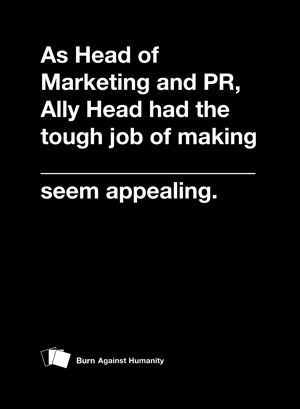 As Head of
Marketing and PR,
Ally Head had the
tough job of making
____________________
seem appealing.
Burn Against Humanity